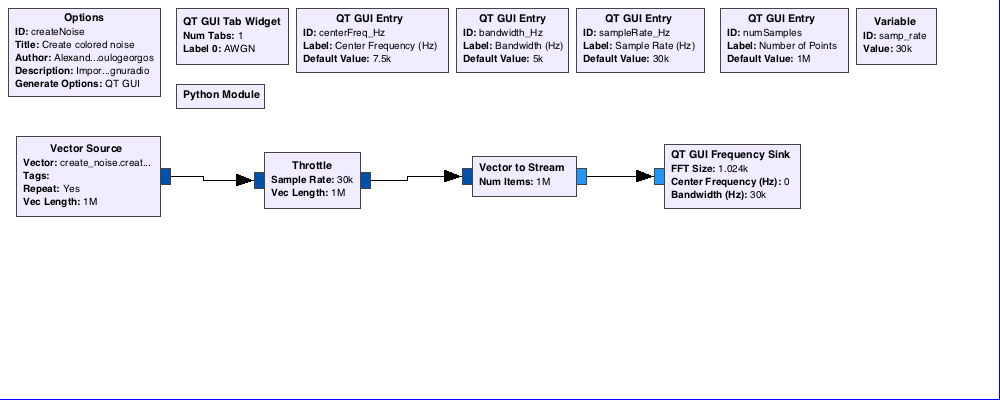 Options
ID: createNoise
Title: Create colored noise
Author: Alexand...oulogeorgos
Description: Impor...gnuradio
Generate Options: QT GUI
QT GUI Tab Widget
Num Tabs: 1
Label 0: AWGN
QT GUI Entry
ID: centerFreq_Hz
Label: Center Frequency (Hz)
Default Value: 7.5k
QT GUI Entry
ID: bandwidth_Hz
Label: Bandwidth (Hz)
Default Value: 5k
QT GUI Entry
ID: sampleRate_Hz
Label: Sample Rate (Hz)
Default Value: 30k
QT GUI Entry
ID: numSamples
Label: Number of Points
Default Value: 1M
Variable
ID: samp_rate
Value: 30k
Python Module
Vector Source
Vector: create_noise.creat...
Tags:
Repeat: Yes
Vec Length: 1M
Throttle
Sample Rate: 30k
Vec Length: 1M
Vector to Stream
Num Items: 1M
QT GUI Frequency Sink
FFT Size: 1.024k
Center Frequency (Hz): 0
Bandwidth (Hz): 30k